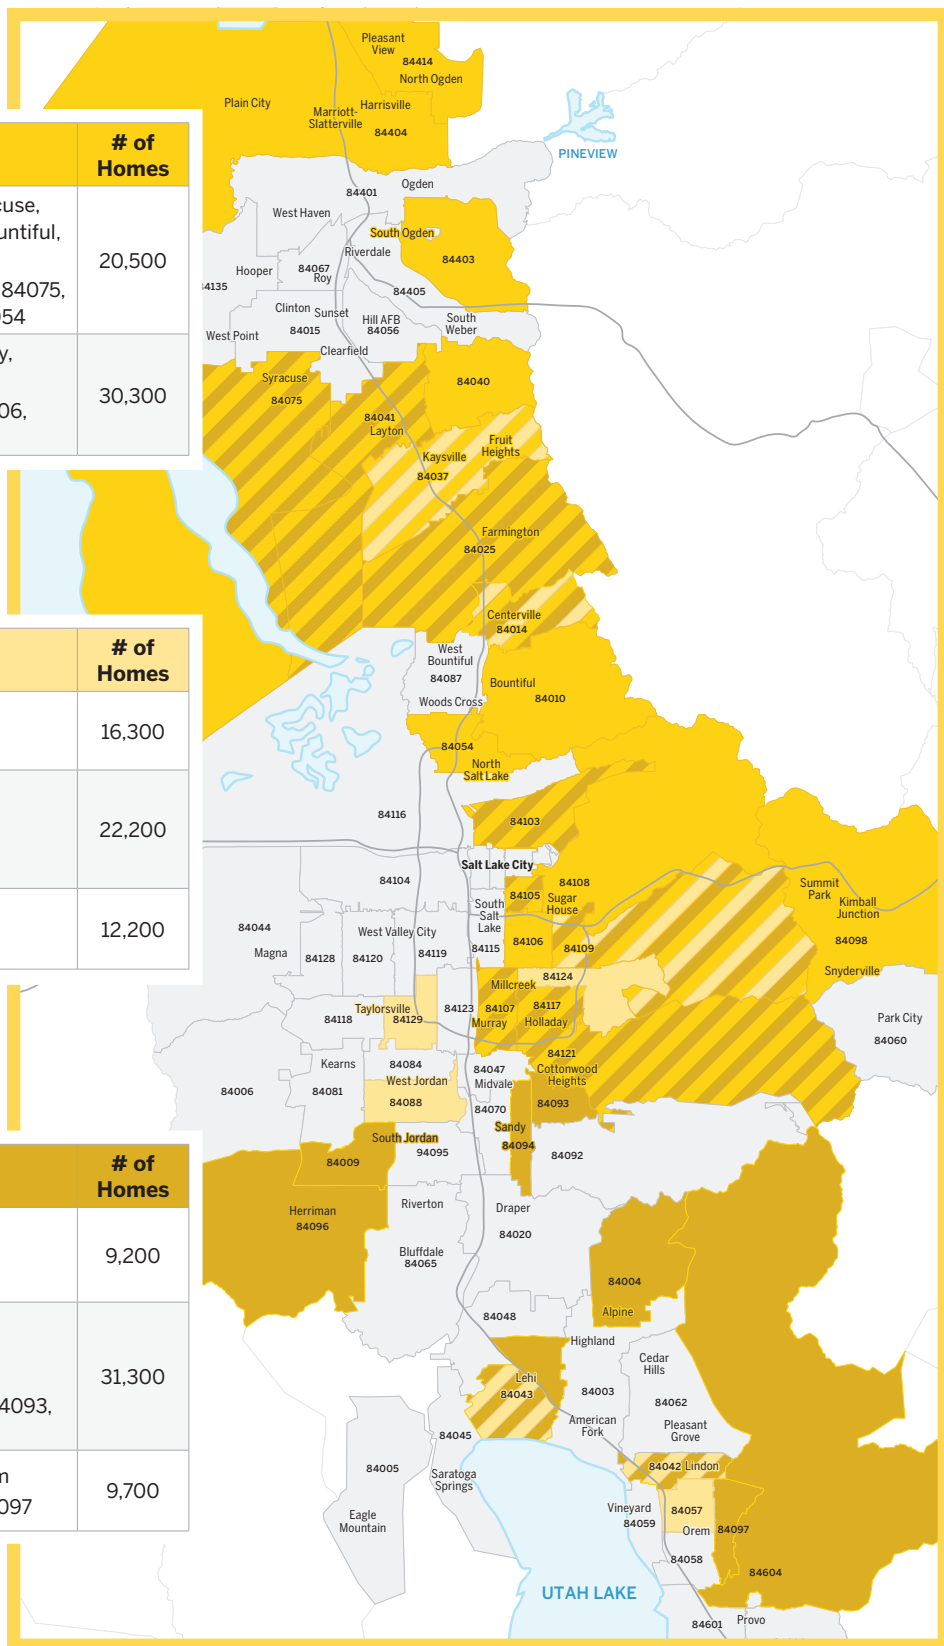 Pleasant
View
84414
North Ogden
Plain City
Harrisville
Marriott-
Slatterville
84404
PINEVIEW
# of
Homes
cuse,
untiful,
84075,
054
20,500
y,
06,
30,300
84401
Ogden
West Haven
South Ogden
84403
Riverdale
Hooper
84067
Roy
84135
84405
Clinton
Sunset
84015
Hill AFB
84056
South
Weber
West Point
Clearfield
Syracuse
84075
84040
84041
Layton
Fruit
Heights
Kaysville
84037
Farmington
84025
Centerville
84014
# of
Homes
16,300
22,200
12,200
West
Bountiful
84087
Bountiful
84010
Woods Cross
84054
North
Salt Lake
84116
84103
Salt Lake City
84104
84108
84105
Sugar
House
South
Salt
Lake
84044
Magna
West Valley City
84128
84120
84119
84115
84106
84109
Summit
Park
Kimball
Junction
84098
Snyderville
84124
Millcreek
Taylorsville
84118
84129
84123
84107
Murray
84117
Holladay
Park City
84060
84121
Cottonwood
Heights
Kearns
84084
West Jordan
84047
Midvale
84006
84081
84088
84070
84093
Sandy
84094
South Jordan
94095
84092
84009
# of
Homes
9,200
31,300
4093,
m
097
9,700
Herriman
84096
Riverton
Draper
84020
Bluffdale
84065
84004
Alpine
84048
Highland
Cedar
Hills
Lehi
84043
84003
84062
American
Fork
Pleasant
Grove
84045
84005
Saratoga
Springs
84042 Lindon
Eagle
Mountain
Vineyard
84059
84057
Orem
84097
84058
84604
UTAH LAKE
84601
Provo